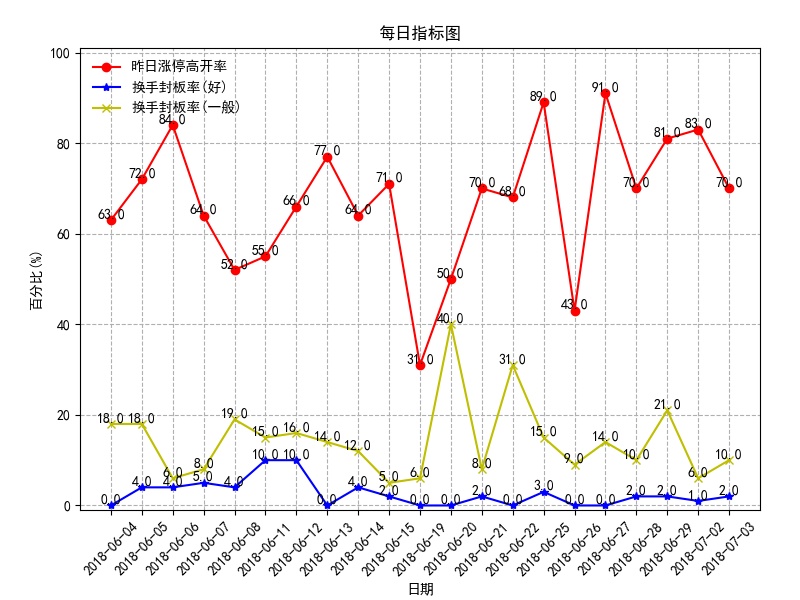 每日指标图
昨日涨停高开率
换手封板率(好)
换手封板率(一般)
百分比(%)
100
80
60
40
20
0
63.0 72.0 84.0 64.0 52.0 55.0 66.0 77.0 64.0 71.0 31.0 50.0 70.0 68.0 89.0 43.0 91.0 70.0 81.0 83.0 70.0
18.0 18.0 6.0 8.0 19.0 15.0 16.0 14.0 12.0 5.0 6.0 40.0 8.0 31.0 15.0 9.0 14.0 10.0 21.0 6.0 10.0
0.0 4.0 4.0 5.0 4.0 10.0 10.0 0.0 4.0 2.0 0.0 0.0 2.0 0.0 3.0 0.0 0.0 2.0 2.0 1.0 2.0
2018-06-04 2018-06-05 2018-06-06 2018-06-07 2018-06-08 2018-06-11 2018-06-12 2018-06-13 2018-06-14 2018-06-15 2018-06-19 2018-06-20 2018-06-21 2018-06-22 2018-06-25 2018-06-26 2018-06-27 2018-06-28 2018-06-29 2018-07-02 2018-07-03
日期